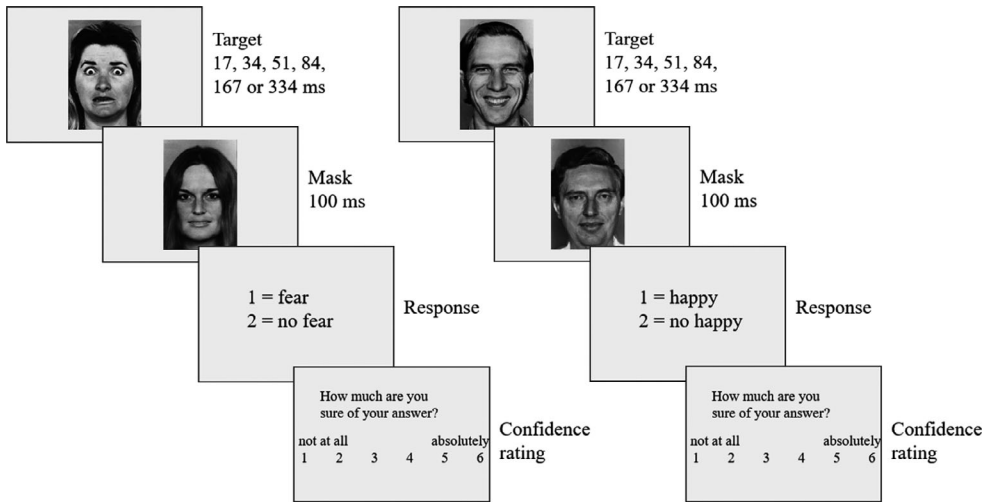 Target
17, 34, 51, 84,
167 or 334 ms
Mask
100 ms
1 = fear
2 = no fear
Response
How much are you
sure of your answer?
not at all absolutely
1 2 3 4 5 6
Confidence
rating
Target
17, 34, 51, 84,
167 or 334 ms
Mask
100 ms
1 = happy
2 = no happy
Response
How much are you
sure of your answer?
not at all absolutely
1 2 3 4 5 6
Confidence
rating